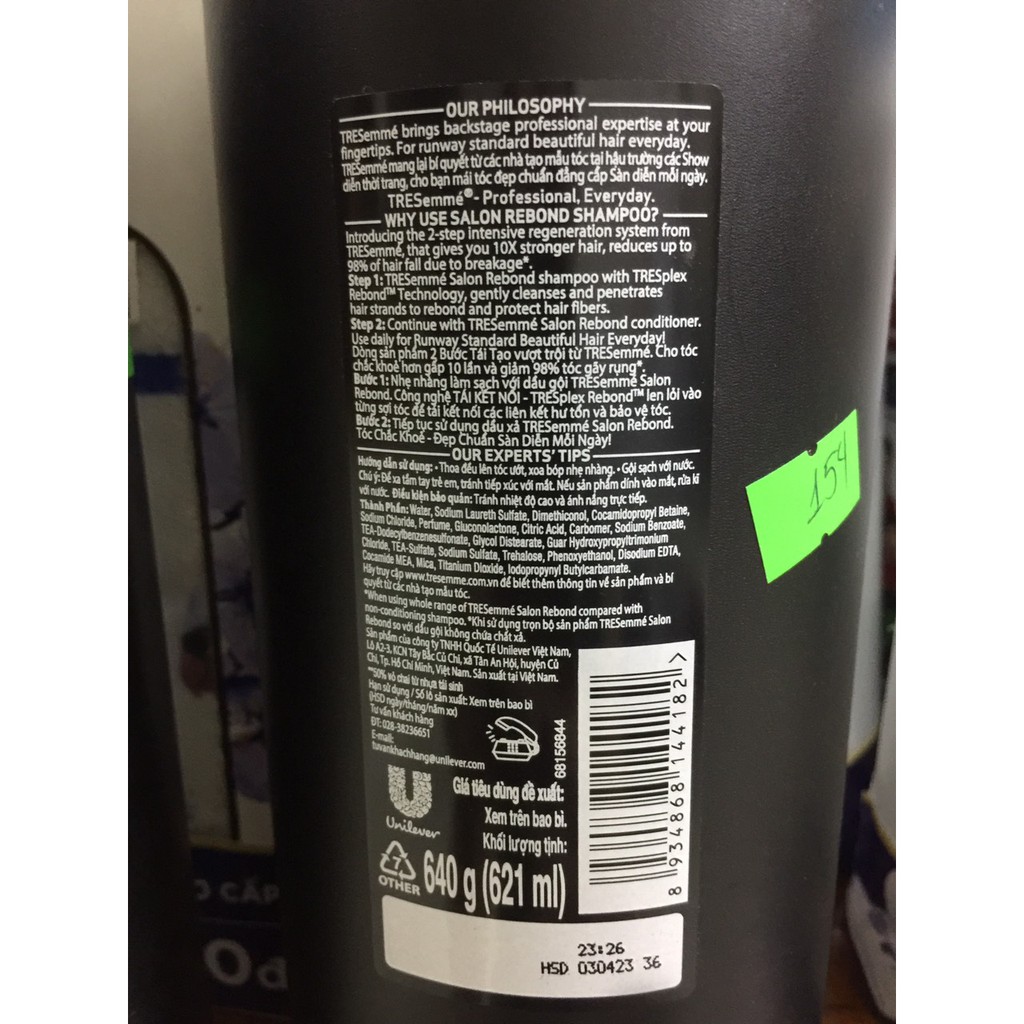 OUR PHILOSOPHY
TRESemmé brings backstage professional expertise at your
fingertips. For runway standard beautiful hair everyday.
TRESemmé mang lại bí quyết từ các nhà tạo mẫu tóc tại hậu trường các Show
diễn thời trang, cho bạn mái tóc đẹp chuẩn đẳng cấp Sàn diễn mỗi ngày.
TRESemmé® - Professional, Everyday.
WHY USE SALON REBOND SHAMPOO?
Introducing the 2-step intensive regeneration system from
TRESemmé, that gives you 10X stronger hair, reduces up to
98% of hair fall due to breakage*.
Step 1: TRESemmé Salon Rebond shampoo with TRESplex
Rebond™ Technology, gently cleanses and penetrates
hair strands to rebond and protect hair fibers.
Step 2: Continue with TRESemmé Salon Rebond conditioner.
Use daily for Runway Standard Beautiful Hair Everyday!
Dòng sản phẩm 2 Bước Tái Tạo vượt trội từ TRESemmé. Cho tóc
chắc khoẻ hơn gấp 10 lần và giảm 98% tóc gãy rụng*.
Bước 1: Nhẹ nhàng làm sạch với dầu gội TRESemmé Salon
Rebond. Công nghệ TÁI KẾT NỐI - TRESplex Rebond™ len lỏi vào
từng sợi tóc để tái kết nối các liên kết hư tổn và bảo vệ tóc.
Bước 2: Tiếp tục sử dụng dầu xả TRESemmé Salon Rebond.
Tóc Chắc Khoẻ - Đẹp Chuẩn Sàn Diễn Mỗi Ngày!
OUR EXPERTS' TIPS
Hướng dẫn sử dụng: • Thoa đều lên tóc ướt, xoa bóp nhẹ nhàng. • Gội sạch với nước.
Chú ý: Để xa tầm tay trẻ em, tránh tiếp xúc với mắt. Nếu sản phẩm dính vào mắt, rửa kĩ
với nước. Điều kiện bảo quản: Tránh nhiệt độ cao và ánh nắng trực tiếp.
Thành Phần: Water, Sodium Laureth Sulfate, Dimethiconol, Cocamidopropyl Betaine,
Sodium Chloride, Perfume, Gluconolactone, Citric Acid, Carbomer, Sodium Benzoate,
TEA-Dodecylbenzenesulfonate, Glycol Distearate, Guar Hydroxypropyltrimonium
Chloride, TEA-Sulfate, Sodium Sulfate, Trehalose, Phenoxyethanol, Disodium EDTA,
Cocamide MEA, Mica, Titanium Dioxide, Iodopropynyl Butylcarbamate.
Hãy truy cập www.tresemme.com.vn để biết thêm thông tin về sản phẩm và bí
quyết từ các nhà tạo mẫu tóc.
*When using whole range of TRESemmé Salon Rebond compared with
non-conditioning shampoo. *Khi sử dụng trọn bộ sản phẩm TRESemmé Salon
Rebond so với dầu gội không chứa chất xả.
Sản phẩm của công ty TNHH Quốc Tế Unilever Việt Nam,
Lô A2-3, KCN Tây Bắc Củ Chi, xã Tân An Hội, huyện Củ
Chi, Tp. Hồ Chí Minh, Việt Nam. Sản xuất tại Việt Nam.
**50% vỏ chai từ nhựa tái sinh
Hạn sử dụng / Số lô sản xuất: Xem trên bao bì
(HSD ngày/tháng/năm xx)
Tư vấn khách hàng
ĐT: 028-38236651
E-mail:
tuvankhachhang@unilever.com
68156844
Unilever
Giá tiêu dùng đề xuất:
Xem trên bao bì.
Khối lượng tịnh:
640 g (621 ml)
7
OTHER
8 934868 144182 >
23:26
HSD 030423 36
154
CẤP